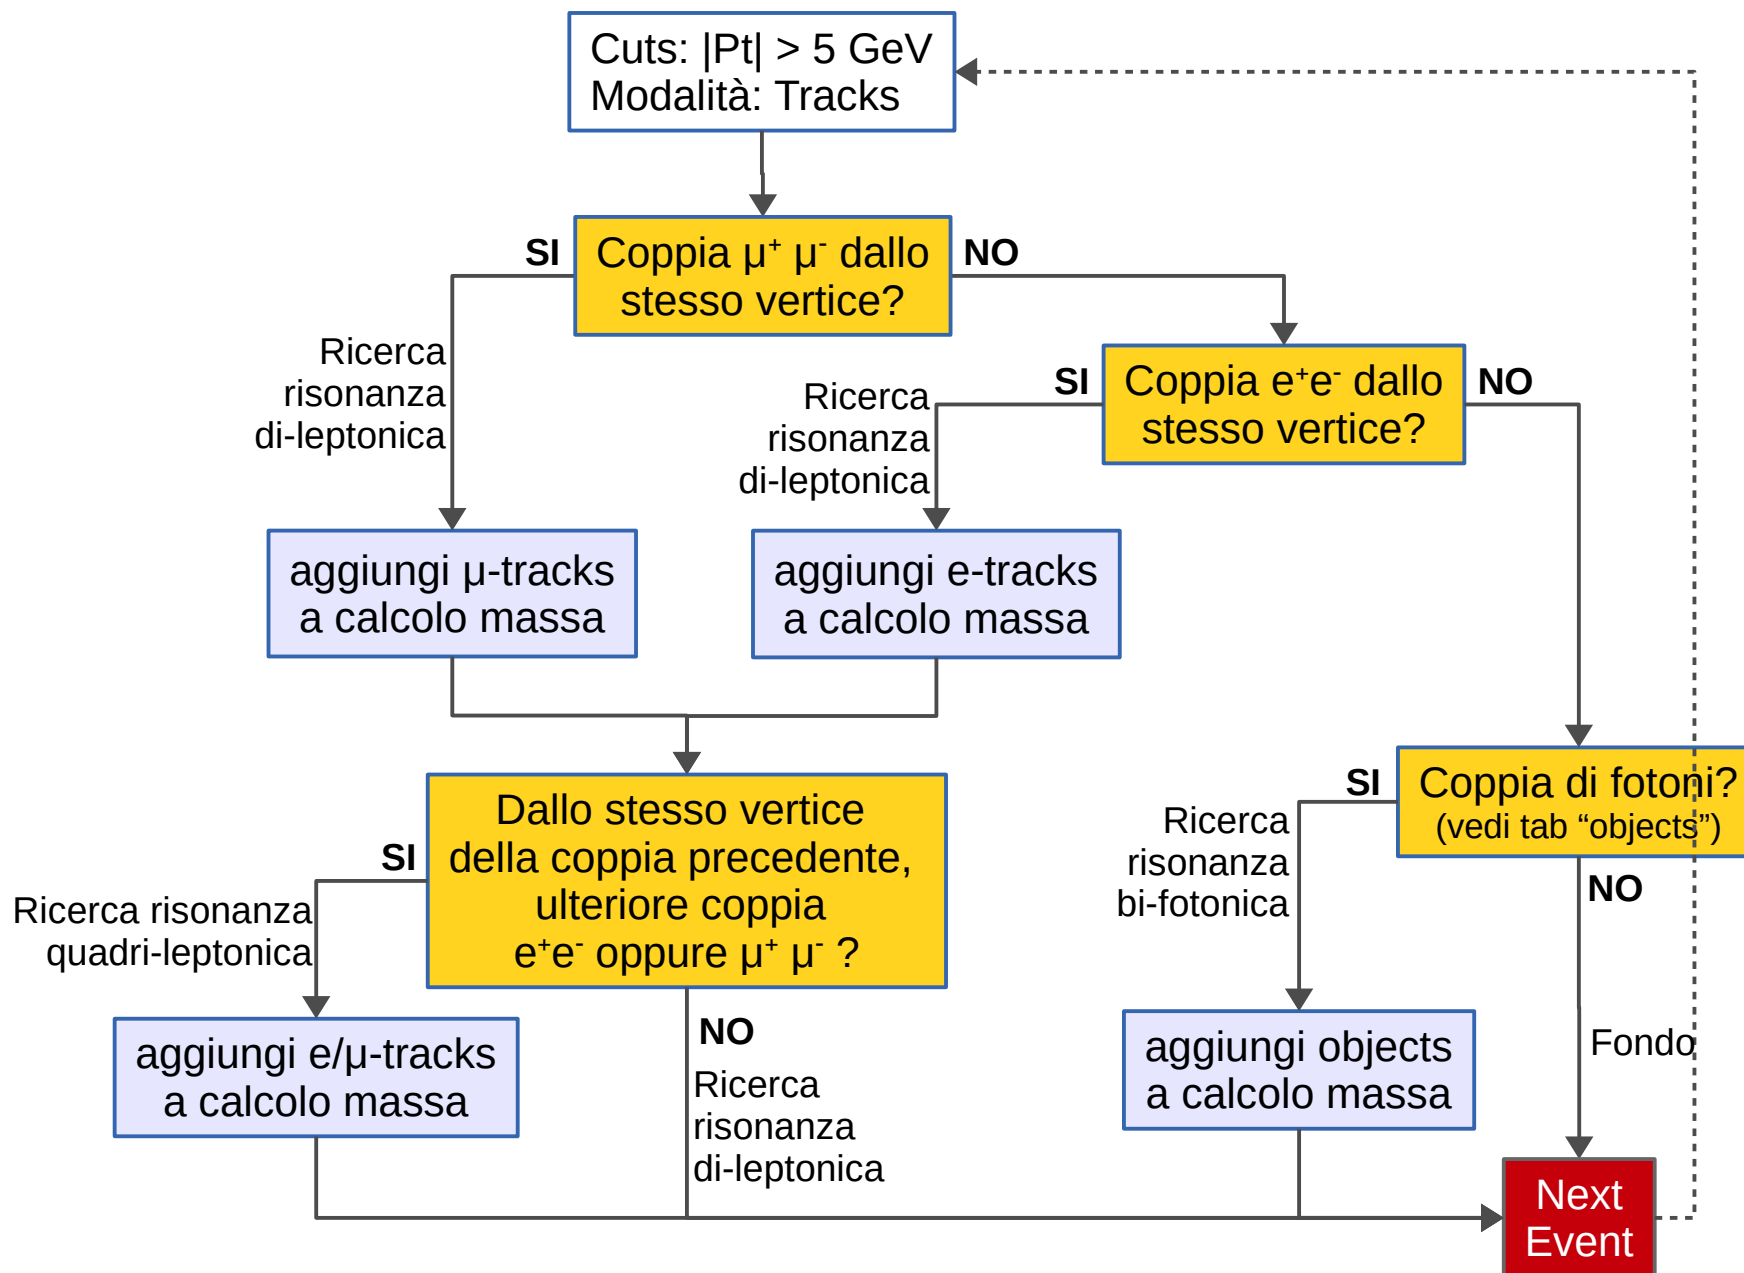 Cuts: |Pt| > 5 GeV
Modalità: Tracks
SI
Coppia μ⁺ μ⁻ dallo
stesso vertice?
NO
Ricerca
risonanza
di-leptonica
SI
Coppia e⁺e⁻ dallo
stesso vertice?
NO
Ricerca
risonanza
di-leptonica
aggiungi μ-tracks
a calcolo massa
aggiungi e-tracks
a calcolo massa
SI
Coppia di fotoni?
(vedi tab “objects”)
NO
Ricerca
risonanza
bi-fotonica
SI
Dallo stesso vertice
della coppia precedente,
ulteriore coppia
e⁺e⁻ oppure μ⁺ μ⁻ ?
Ricerca risonanza
quadri-leptonica
NO
Ricerca
risonanza
di-leptonica
aggiungi e/μ-tracks
a calcolo massa
aggiungi objects
a calcolo massa
Fondo
Next
Event